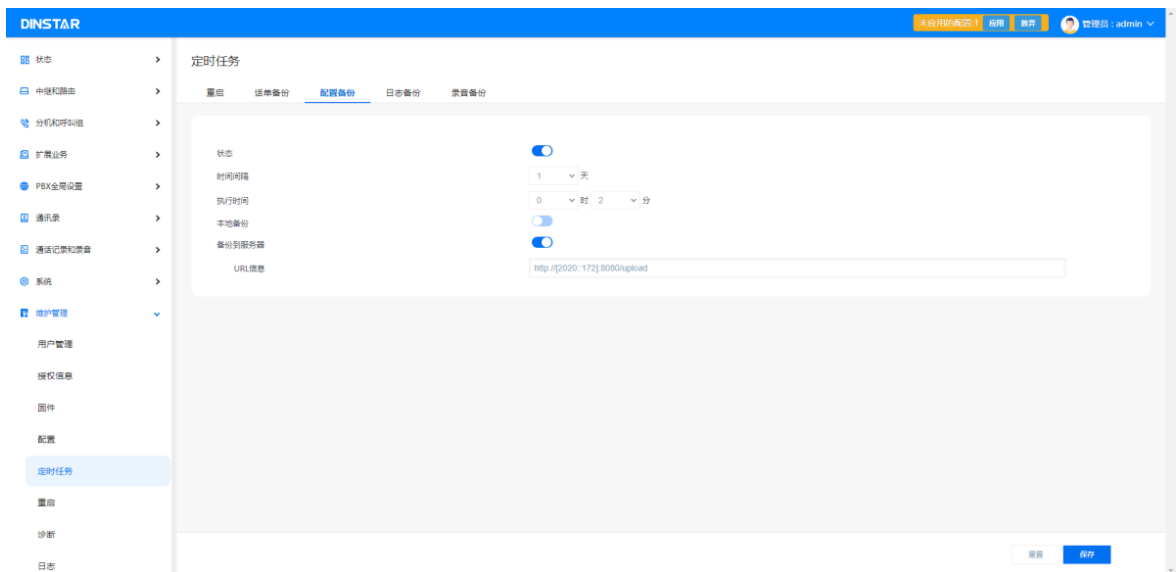 DINSTAR
未应用的配置:1 应用 放弃 管理员 : admin
状态
中继和路由
分机和呼叫组
扩展业务
PBX全局设置
通讯录
通话记录和录音
系统
维护管理
用户管理
授权信息
固件
配置
定时任务
重启
诊断
日志
定时任务
重启 话单备份 配置备份 日志备份 录音备份
状态
时间间隔 1 天
执行时间 0 时 2 分
本地备份
备份到服务器
URL信息 http://[2020::172]:8080/upload
重置 保存